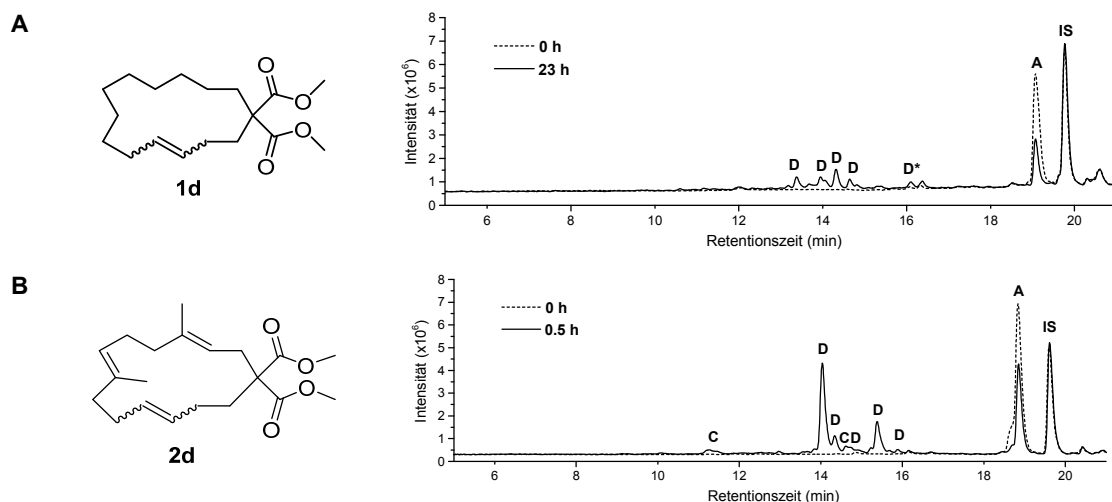 A
O
O
O
O
1d
Intensität (x10⁶)
8
7
6
5
4
3
2
1
0
0 h
23 h
D
D
D
D
D*
A
IS
6
8
10
12
14
16
18
20
Retentionszeit (min)
B
O
O
O
O
2d
Intensität (x10⁶)
8
7
6
5
4
3
2
1
0
0 h
0.5 h
C
D
D
C D
D
D
A
IS
6
8
10
12
14
16
18
20
Retentionszeit (min)